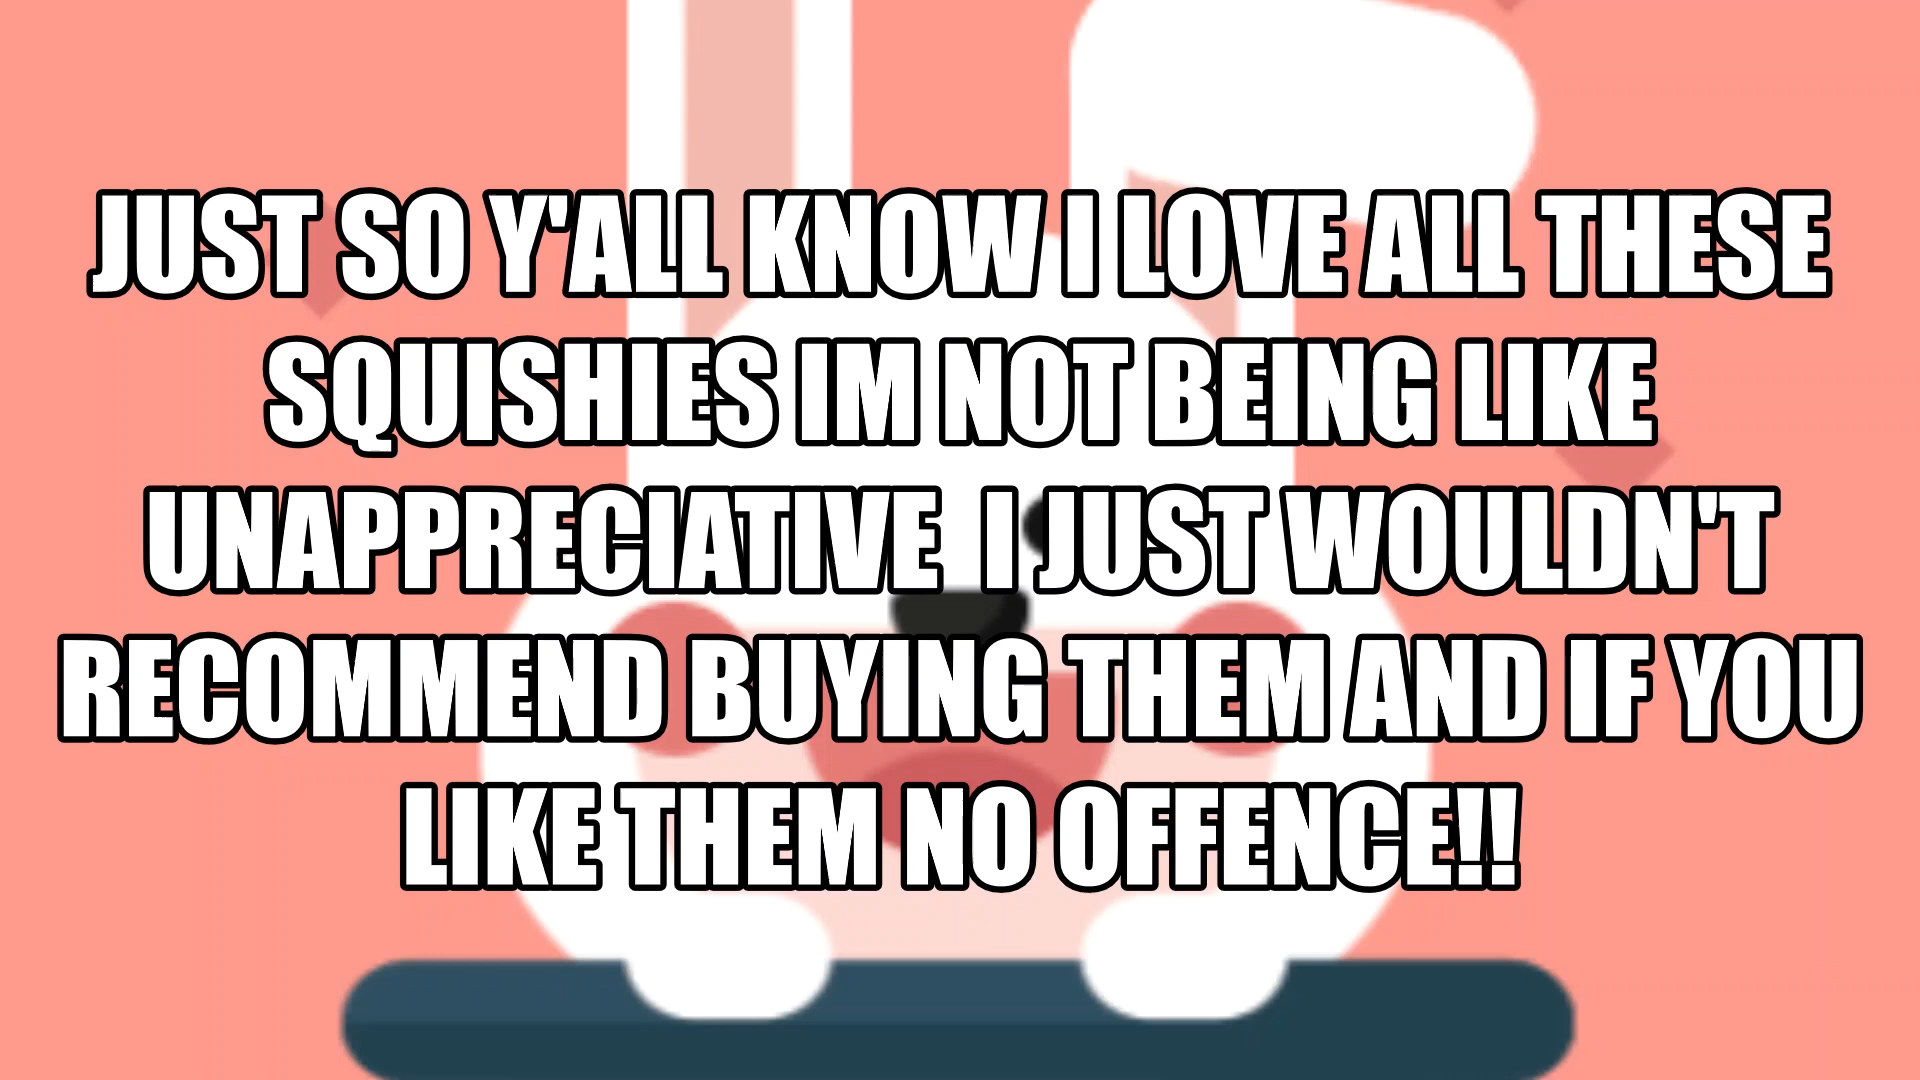 JUST SO Y'ALL KNOW I LOVE ALL THESE
SQUISHIES IM NOT BEING LIKE
UNAPPRECIATIVE I JUST WOULDN'T
RECOMMEND BUYING THEM AND IF YOU
LIKE THEM NO OFFENCE!!